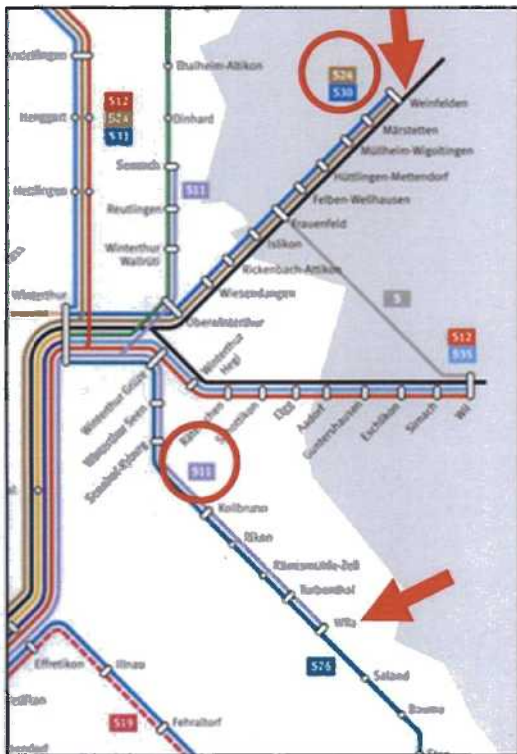 Andelfingen
Thalheim-Altikon
S24
S30
Weinfelden
S12
S24
S33
Henggart
Dinhard
Märstetten
Müllheim-Wigoltingen
Seuzach
Hüttlingen-Mettendorf
Hettlingen
S11
Felben-Wellhausen
Reutlingen
Frauenfeld
Winterthur
Wallrüti
Islikon
Rickenbach-Attikon
Winterthur
Wiesendangen
S
Oberwinterthur
S12
S35
Winterthur
Hegi
Winterthur Grüze
Winterthur Seen
Sennhof-Kyburg
Räterschen
Schottikon
Elgg
Aadorf
Guntershausen
Eschlikon
Sirnach
Wil
S11
Kollbrunn
Rikon
Rämismühle-Zell
Turbenthal
Wila
S26
Saland
Bauma
Effretikon
Illnau
S19
Fehraltorf